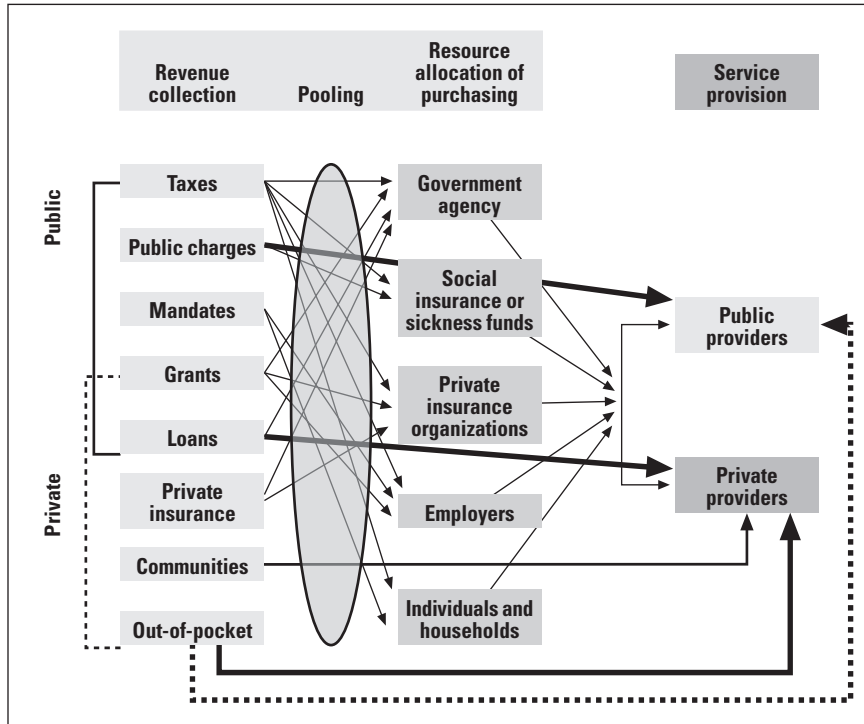 Revenue
collection
Pooling
Resource
allocation of
purchasing
Service
provision
Public
Private
Taxes
Public charges
Mandates
Grants
Loans
Private
insurance
Communities
Out-of-pocket
Government
agency
Social
insurance or
sickness funds
Private
insurance
organizations
Employers
Individuals and
households
Public
providers
Private
providers